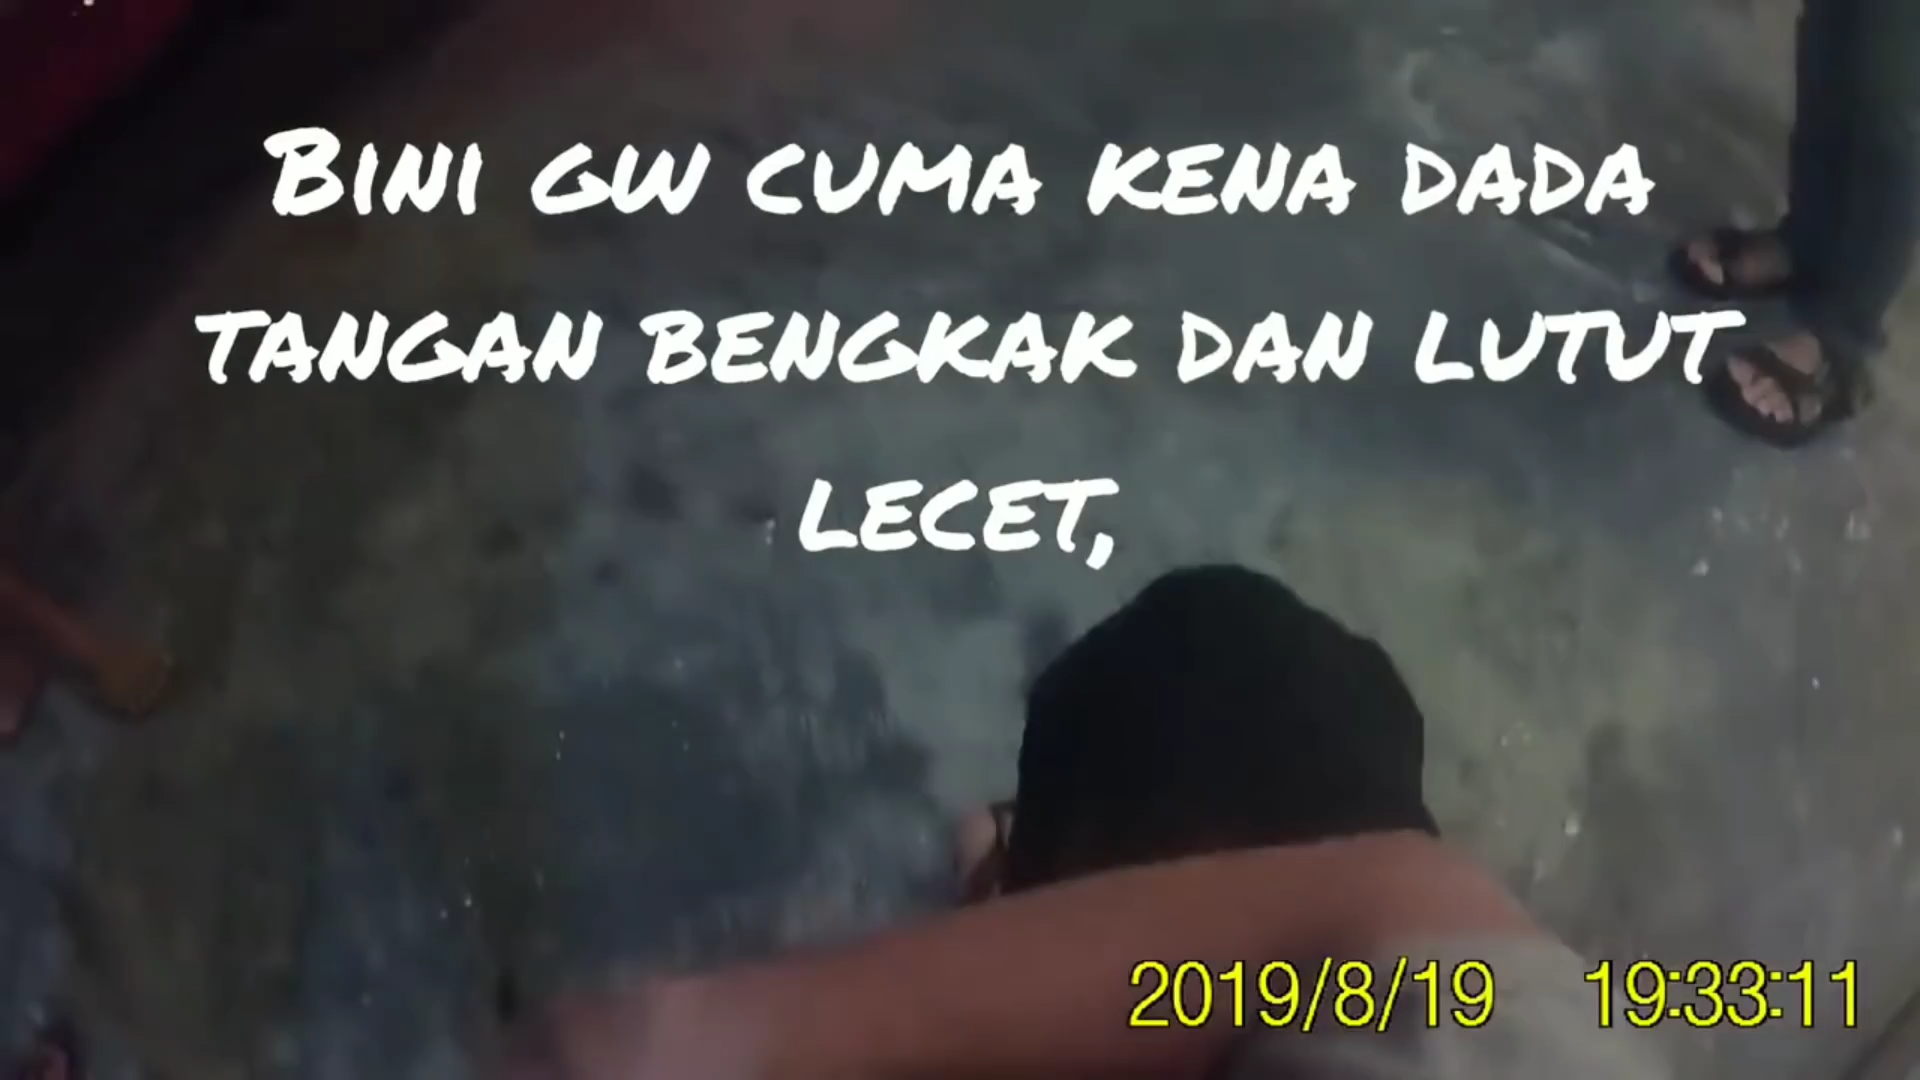 BINI GW CUMA KENA DADA
TANGAN BENGKAK DAN LUTUT
LECET,
2019/8/19 19:33:11